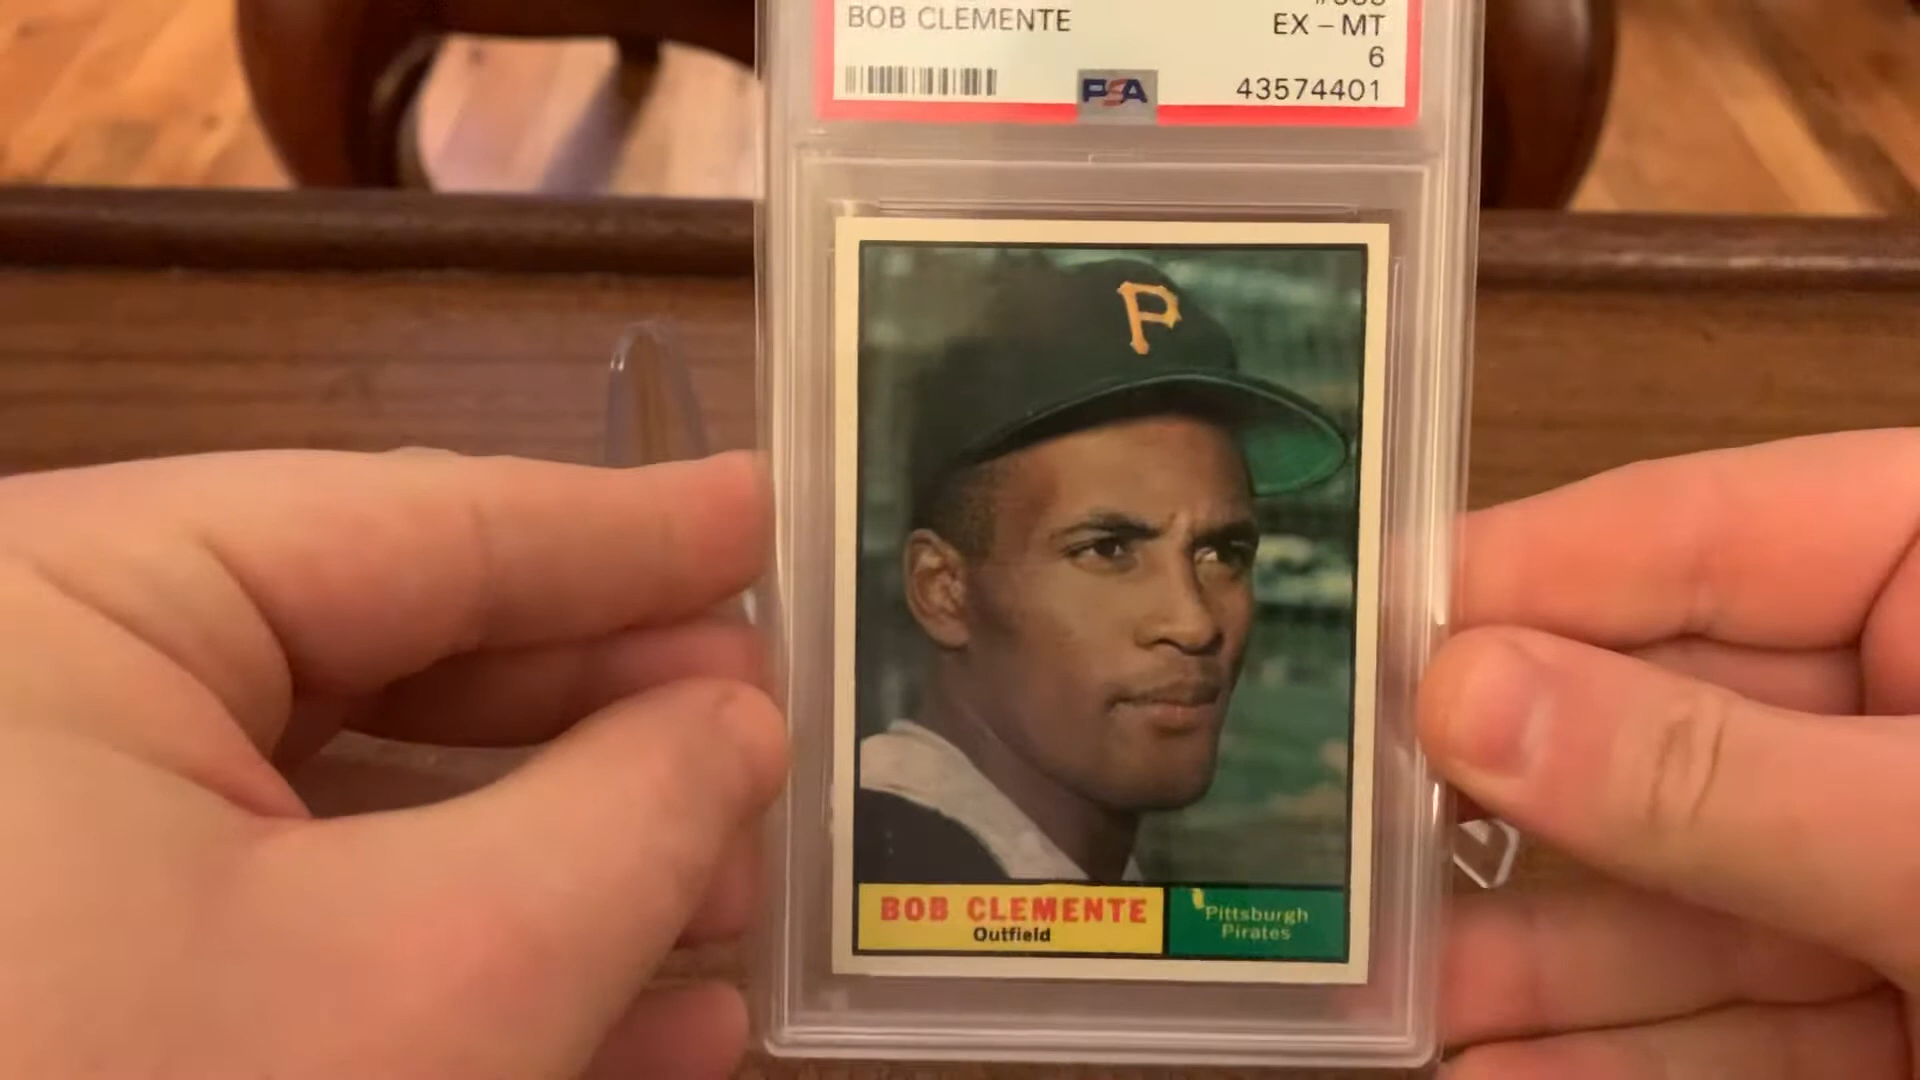 BOB CLEMENTE
EX – MT
6
PSA
43574401
P
BOB CLEMENTE
Outfield
Pittsburgh
Pirates